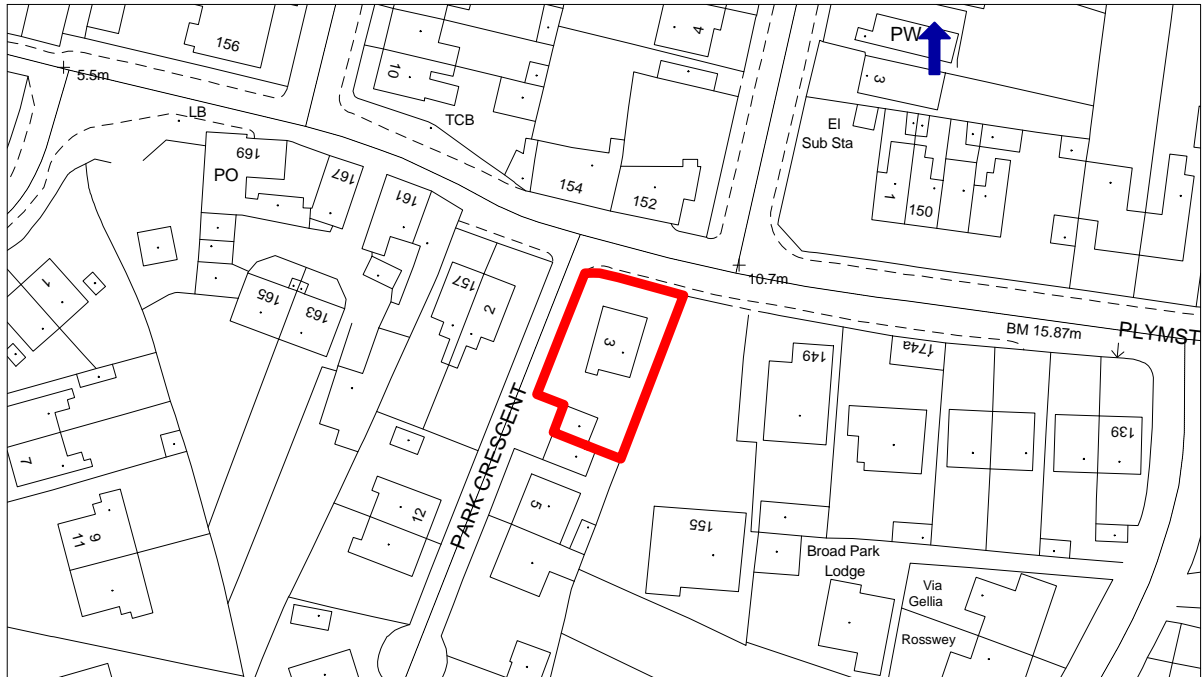 156
4
PW
3
10
5.5m
LB
TCB
El
Sub Sta
169
PO
167
161
154
152
1
150
10.7m
BM 15.87m
PLYMST
1
165
163
157
2
3
149
174a
139
PARK CRESCENT
7
9
11
12
5
155
Broad Park
Lodge
Via
Gellia
Rosswey